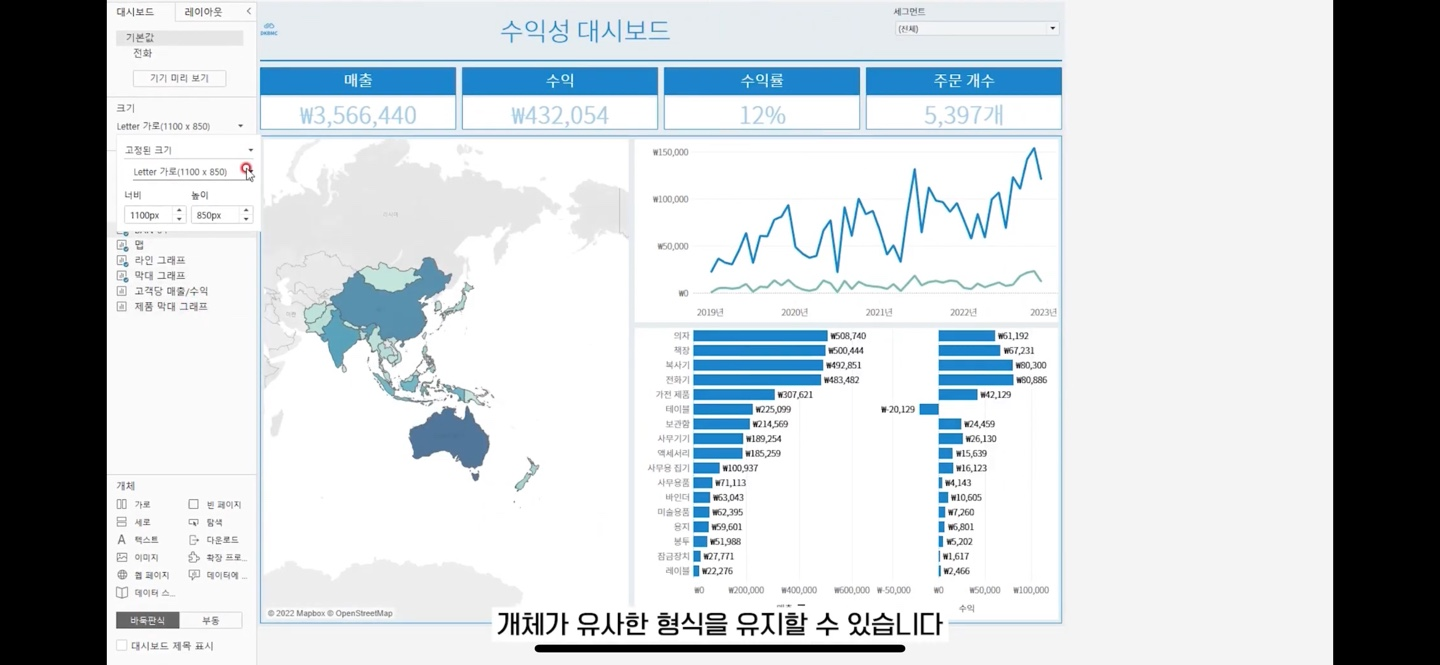 대시보드 레이아웃
기본값
전화
기기 미리 보기
크기
Letter 가로(1100 x 850)
고정된 크기
Letter 가로(1100 x 850)
너비 높이
1100px 850px
맵
라인 그래프
막대 그래프
고객당 매출/수익
제품 막대 그래프
개체
가로 빈 페이지
세로 탐색
텍스트 다운로드
이미지 확장 프로...
웹 페이지 데이터에 ...
데이터 스...
바둑판식 부동
대시보드 제목 표시
수익성 대시보드
세그먼트
(전체)
매출 수익 수익률 주문 개수
₩3,566,440 ₩432,054 12% 5,397개
© 2022 Mapbox © OpenStreetMap
₩150,000
₩100,000
₩50,000
₩0
2019년 2020년 2021년 2022년 2023년
의자 ₩508,740 ₩61,192
책장 ₩500,444 ₩67,231
복사기 ₩492,851 ₩80,300
전화기 ₩483,482 ₩80,886
가전 제품 ₩307,621 ₩42,129
테이블 ₩225,099 ₩-20,129
보관함 ₩214,569 ₩24,459
사무기기 ₩189,254 ₩26,130
액세서리 ₩185,259 ₩15,639
사무용 집기 ₩100,937 ₩16,123
사무용품 ₩71,113 ₩4,143
바인더 ₩63,043 ₩10,605
미술용품 ₩62,395 ₩7,260
용지 ₩59,601 ₩6,801
봉투 ₩51,988 ₩5,202
잠금장치 ₩27,771 ₩1,617
레이블 ₩22,276 ₩2,466
₩0 ₩200,000 ₩400,000 ₩600,000 ₩-50,000 ₩0 ₩50,000 ₩100,000
수익
개체가 유사한 형식을 유지할 수 있습니다